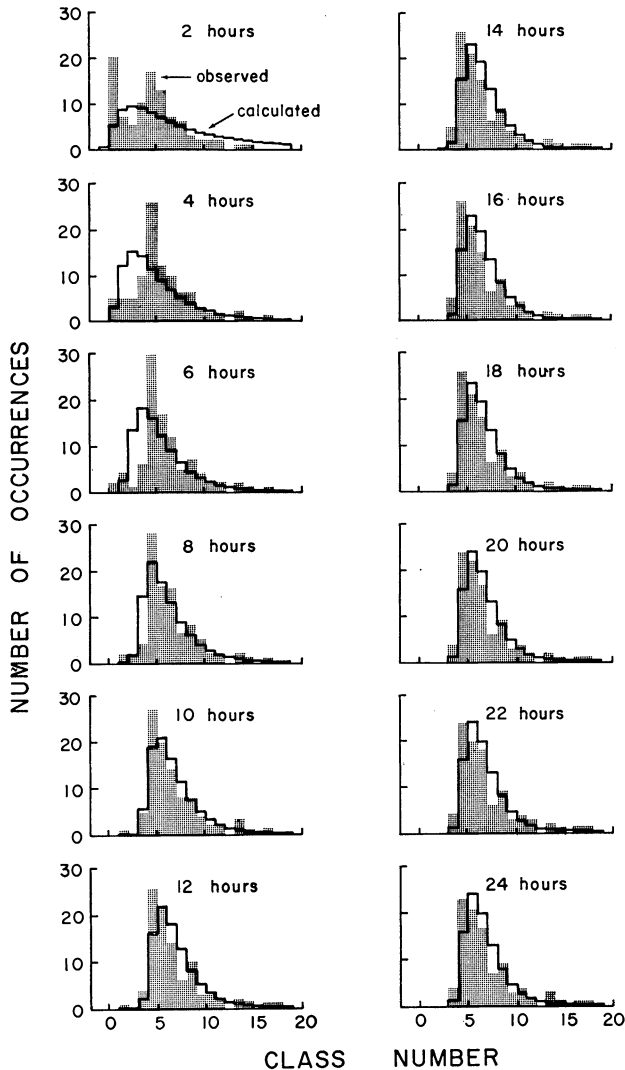 NUMBER OF OCCURRENCES
30
20
10
0
2 hours
observed
calculated
30
20
10
0
4 hours
30
20
10
0
6 hours
30
20
10
0
8 hours
30
20
10
0
10 hours
30
20
10
0
12 hours
0 5 10 15 20
14 hours
16 hours
18 hours
20 hours
22 hours
24 hours
0 5 10 15 20
CLASS NUMBER